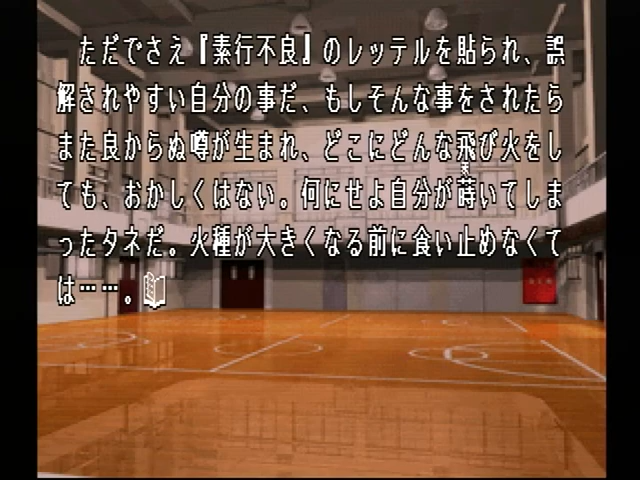 ただでさえ『素行不良』のレッテルを貼られ、誤
解されやすい自分の事だ、もしそんな事をされたら
また良からぬ噂が生まれ、どこにどんな飛び火をし
ても、おかしくはない。何にせよ自分が蒔いてしま
ったタネだ。火種が大きくなる前に食い止めなくて
は……。